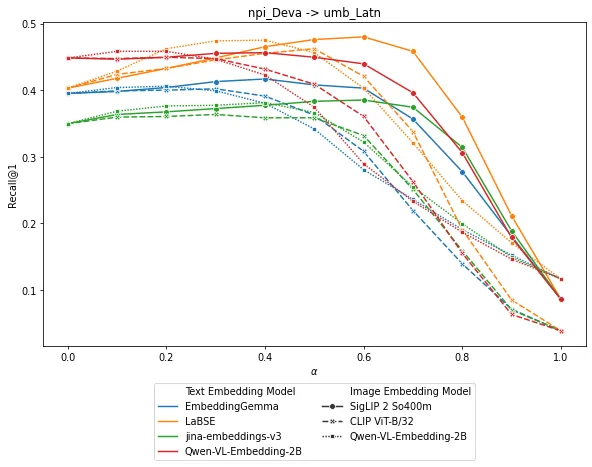 npi_Deva -> umb_Latn
0.5
0.4
0.3
0.2
0.1
Recall@1
0.0
0.2
0.4
0.6
0.8
1.0
α
Text Embedding Model
EmbeddingGemma
LaBSE
jina-embeddings-v3
Qwen-VL-Embedding-2B
Image Embedding Model
SigLIP 2 So400m
CLIP ViT-B/32
Qwen-VL-Embedding-2B